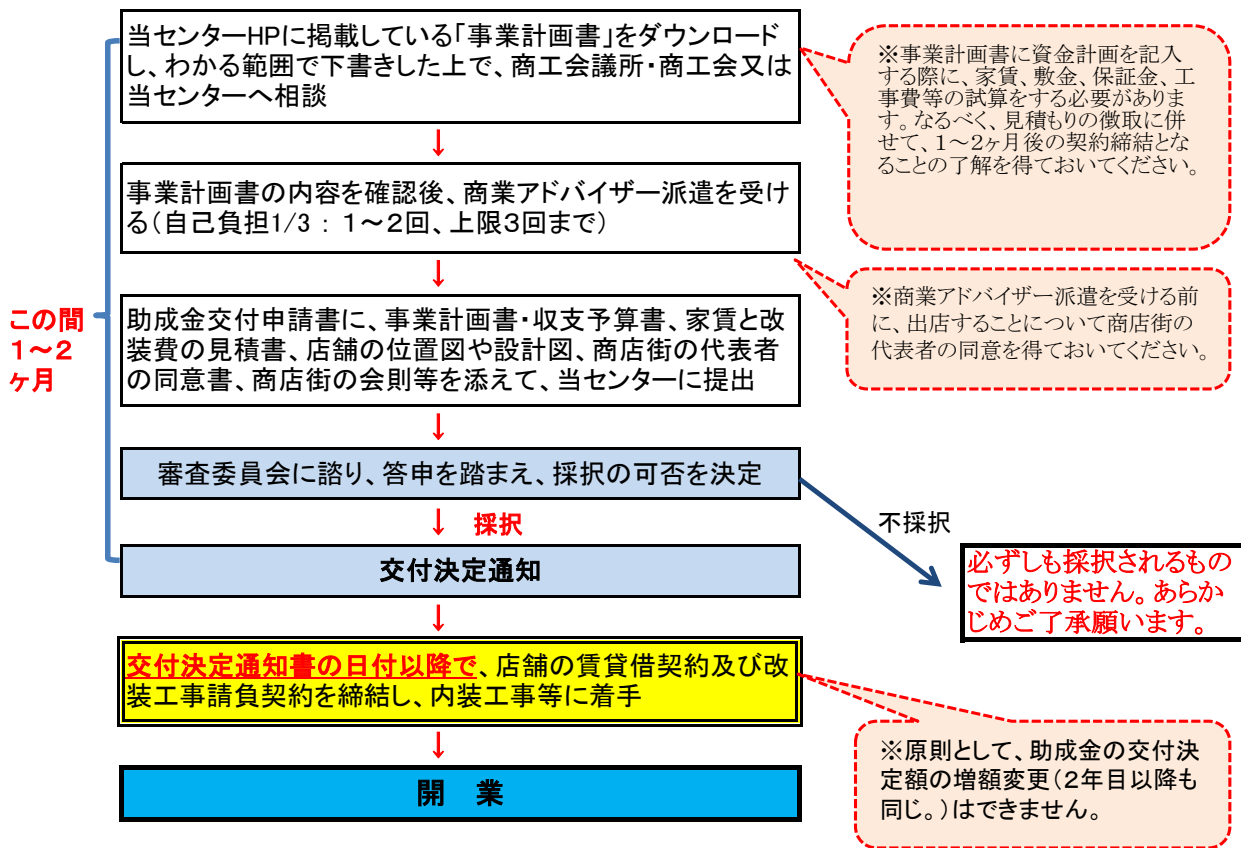 当センターHPに掲載している「事業計画書」をダウンロード
し、わかる範囲で下書きした上で、商工会議所・商工会又は
当センターへ相談
※事業計画書に資金計画を記入
する際に、家賃、敷金、保証金、工
事費等の試算をする必要がありま
す。なるべく、見積もりの徴取に併
せて、1～2ヶ月後の契約締結とな
ることの了解を得ておいてください。
↓
事業計画書の内容を確認後、商業アドバイザー派遣を受け
る(自己負担1/3 : 1～2回、上限3回まで)
↓
※商業アドバイザー派遣を受ける前
に、出店することについて商店街の
代表者の同意を得ておいてください。
この間
1～2
ヶ月
助成金交付申請書に、事業計画書・収支予算書、家賃と改
装費の見積書、店舗の位置図や設計図、商店街の代表者
の同意書、商店街の会則等を添えて、当センターに提出
↓
審査委員会に諮り、答申を踏まえ、採択の可否を決定
↓ 採択
不採択
交付決定通知
必ずしも採択されるもの
ではありません。あらか
じめご了承願います。
↓
交付決定通知書の日付以降で、店舗の賃貸借契約及び改
装工事請負契約を締結し、内装工事等に着手
↓
※原則として、助成金の交付決
定額の増額変更(2年目以降も
同じ。)はできません。
開 業